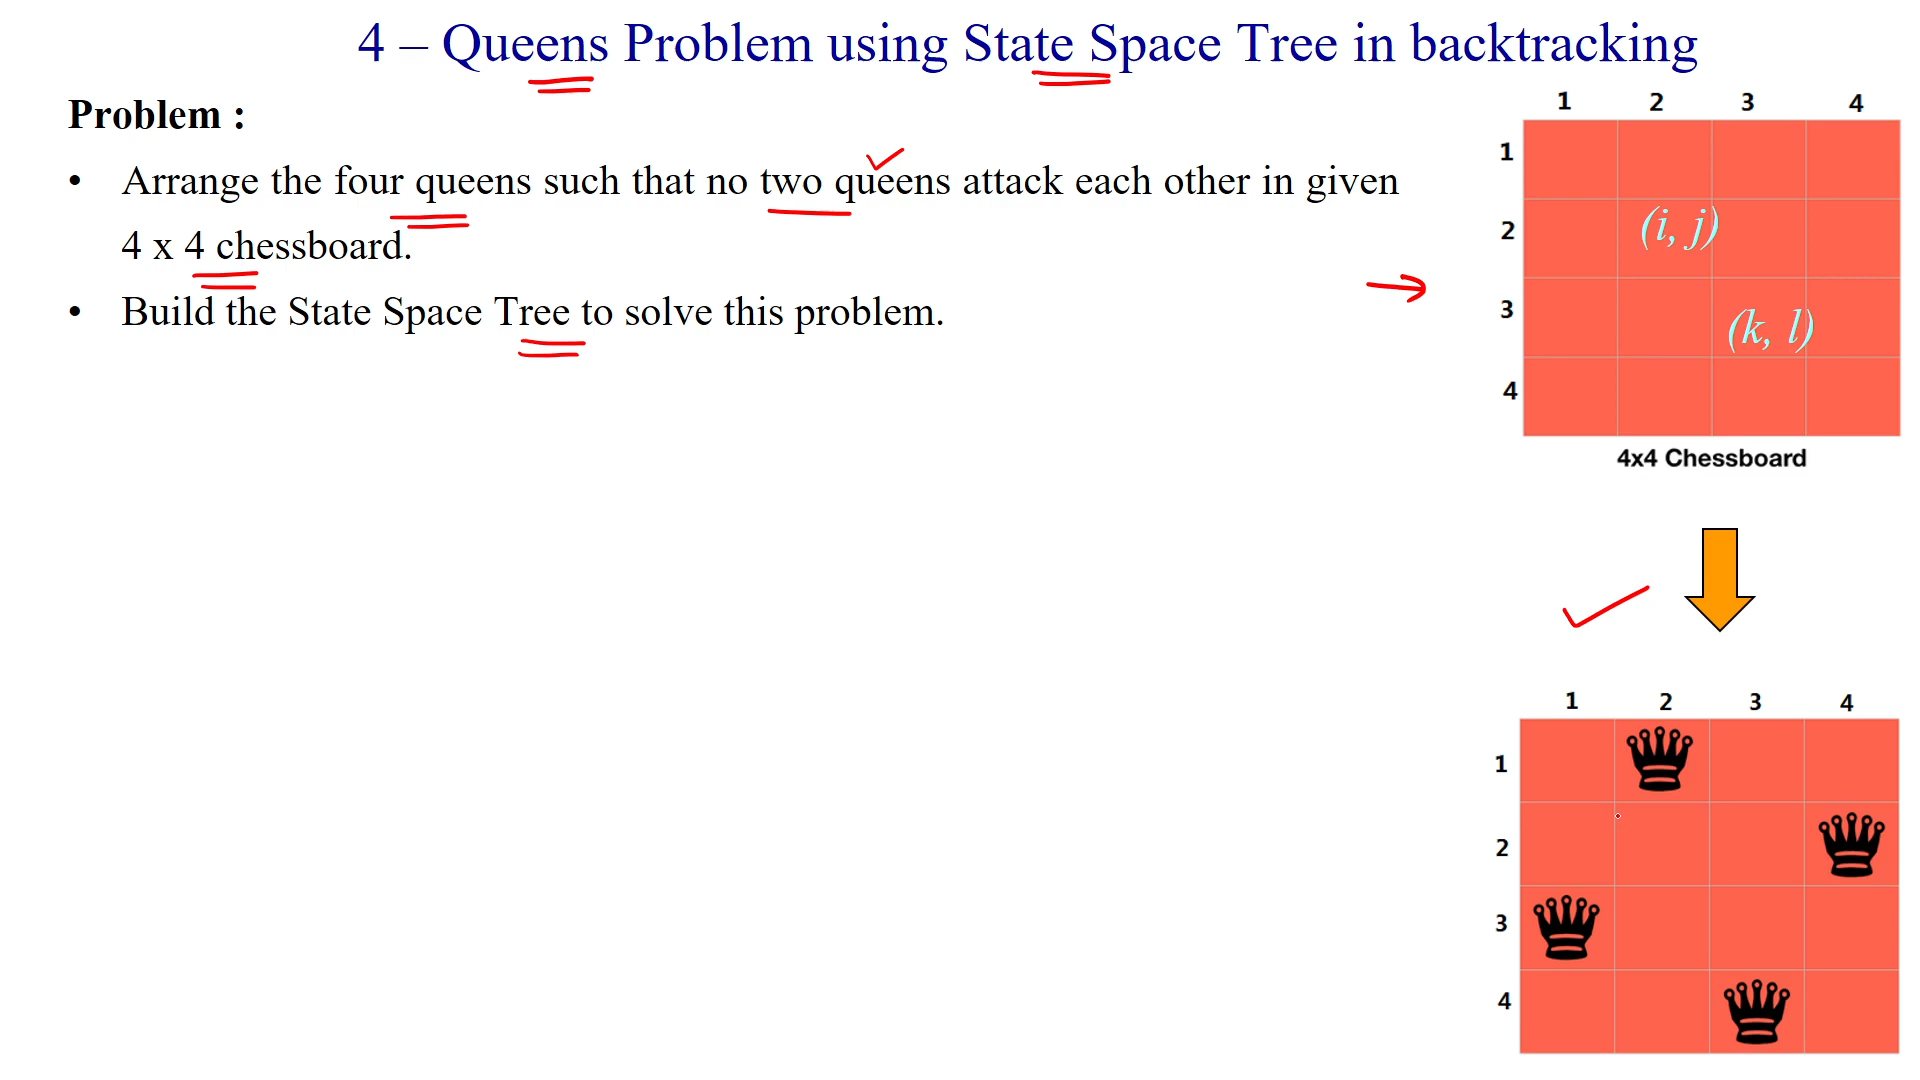 4 – Queens Problem using State Space Tree in backtracking
Problem :
• Arrange the four queens such that no two queens attack each other in given
4 x 4 chessboard.
• Build the State Space Tree to solve this problem.
1 2 3 4
1
2 (i, j)
3 (k, l)
4
4x4 Chessboard
1 2 3 4
1
2
3
4